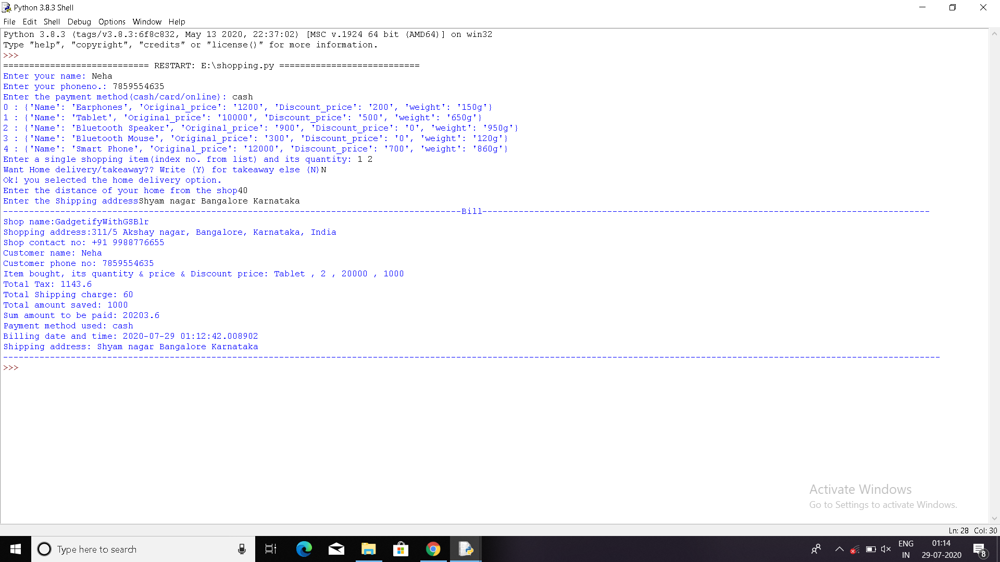 Python 3.8.3 Shell
File Edit Shell Debug Options Window Help
Python 3.8.3 (tags/v3.8.3:6f8c832, May 13 2020, 22:37:02) [MSC v.1924 64 bit (AMD64)] on win32
Type "help", "copyright", "credits" or "license()" for more information.
>>>
============================ RESTART: E:\shopping.py ===========================
Enter your name: Neha
Enter your phoneno.: 7859554635
Enter the payment method(cash/card/online): cash
0 : {'Name': 'Earphones', 'Original_price': '1200', 'Discount_price': '200', 'weight': '150g'}
1 : {'Name': 'Tablet', 'Original_price': '10000', 'Discount_price': '500', 'weight': '650g'}
2 : {'Name': 'Bluetooth Speaker', 'Original_price': '900', 'Discount_price': '0', 'weight': '950g'}
3 : {'Name': 'Bluetooth Mouse', 'Original_price': '300', 'Discount_price': '0', 'weight': '120g'}
4 : {'Name': 'Smart Phone', 'Original_price': '12000', 'Discount_price': '700', 'weight': '860g'}
Enter a single shopping item(index no. from list) and its quantity: 1 2
Want Home delivery/takeaway?? Write (Y) for takeaway else (N)N
Ok! you selected the home delivery option.
Enter the distance of your home from the shop40
Enter the Shipping addressShyam nagar Bangalore Karnataka
----------------------------------------------------------------------------------------Bill--------------------------------------------------------------------------------------
Shop name:GadgetifyWithGSBlr
Shopping address:311/5 Akshay nagar, Bangalore, Karnataka, India
Shop contact no: +91 9988776655
Customer name: Neha
Customer phone no: 7859554635
Item bought, its quantity & price & Discount price: Tablet , 2 , 20000 , 1000
Total Tax: 1143.6
Total Shipping charge: 60
Total amount saved: 1000
Sum amount to be paid: 20203.6
Payment method used: cash
Billing date and time: 2020-07-29 01:12:42.008902
Shipping address: Shyam nagar Bangalore Karnataka
------------------------------------------------------------------------------------------------------------------------------------------------------------------------------------
>>>
Activate Windows
Go to Settings to activate Windows.
Ln: 28 Col: 30
Type here to search
ENG
IN
01:14
29-07-2020
8